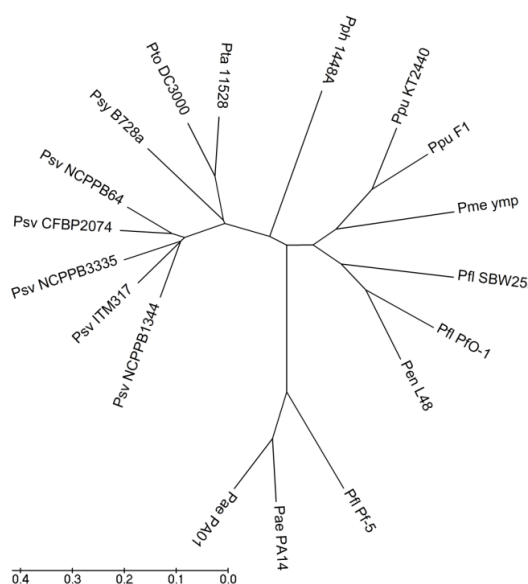 Pph 1448A
Ppu KT2440
Ppu F1
Pme ymp
Pfl SBW25
Pfl PfO-1
Pen L48
Pfl Pf-5
Pae PA14
Pae PA01
Psv NCPPB1344
Psv ITM317
Psv NCPPB3335
Psv CFBP2074
Psv NCPPB64
Psy B728a
Pto DC3000
Pta 11528
0.4 0.3 0.2 0.1 0.0